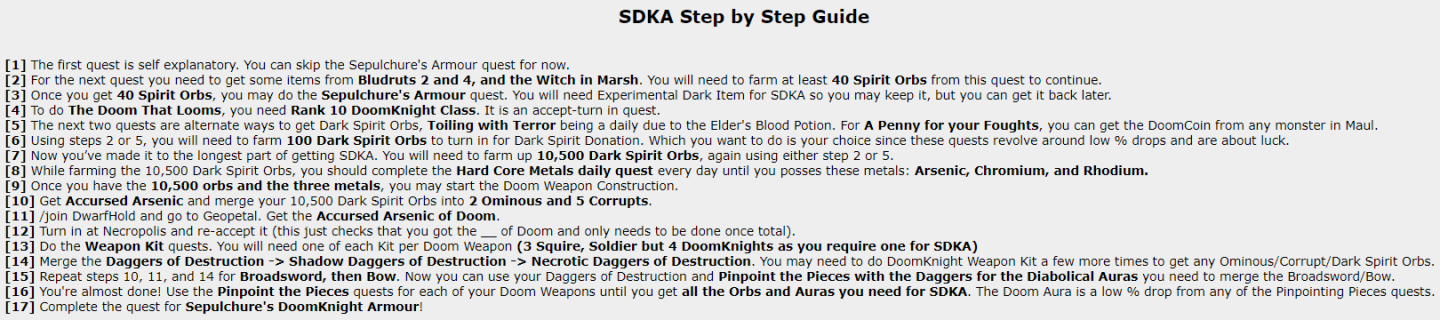 SDKA Step by Step Guide
[1] The first quest is self explanatory. You can skip the Sepulchure's Armour quest for now.
[2] For the next quest you need to get some items from Bludruts 2 and 4, and the Witch in Marsh. You will need to farm at least 40 Spirit Orbs from this quest to continue.
[3] Once you get 40 Spirit Orbs, you may do the Sepulchure's Armour quest. You will need Experimental Dark Item for SDKA so you may keep it, but you can get it back later.
[4] To do The Doom That Looms, you need Rank 10 DoomKnight Class. It is an accept-turn in quest.
[5] The next two quests are alternate ways to get Dark Spirit Orbs, Toiling with Terror being a daily due to the Elder's Blood Potion. For A Penny for your Foughts, you can get the DoomCoin from any monster in Maul.
[6] Using steps 2 or 5, you will need to farm 100 Dark Spirit Orbs to turn in for Dark Spirit Donation. Which you want to do is your choice since these quests revolve around low % drops and are about luck.
[7] Now you've made it to the longest part of getting SDKA. You will need to farm up 10,500 Dark Spirit Orbs, again using either step 2 or 5.
[8] While farming the 10,500 Dark Spirit Orbs, you should complete the Hard Core Metals daily quest every day until you posses these metals: Arsenic, Chromium, and Rhodium.
[9] Once you have the 10,500 orbs and the three metals, you may start the Doom Weapon Construction.
[10] Get Accursed Arsenic and merge your 10,500 Dark Spirit Orbs into 2 Ominous and 5 Corrupts.
[11] /join DwarfHold and go to Geopetal. Get the Accursed Arsenic of Doom.
[12] Turn in at Necropolis and re-accept it (this just checks that you got the __ of Doom and only needs to be done once total).
[13] Do the Weapon Kit quests. You will need one of each Kit per Doom Weapon (3 Squire, Soldier but 4 DoomKnights as you require one for SDKA)
[14] Merge the Daggers of Destruction -> Shadow Daggers of Destruction -> Necrotic Daggers of Destruction. You may need to do DoomKnight Weapon Kit a few more times to get any Ominous/Corrupt/Dark Spirit Orbs.
[15] Repeat steps 10, 11, and 14 for Broadsword, then Bow. Now you can use your Daggers of Destruction and Pinpoint the Pieces with the Daggers for the Diabolical Auras you need to merge the Broadsword/Bow.
[16] You're almost done! Use the Pinpoint the Pieces quests for each of your Doom Weapons until you get all the Orbs and Auras you need for SDKA. The Doom Aura is a low % drop from any of the Pinpointing Pieces quests.
[17] Complete the quest for Sepulchure's DoomKnight Armour!